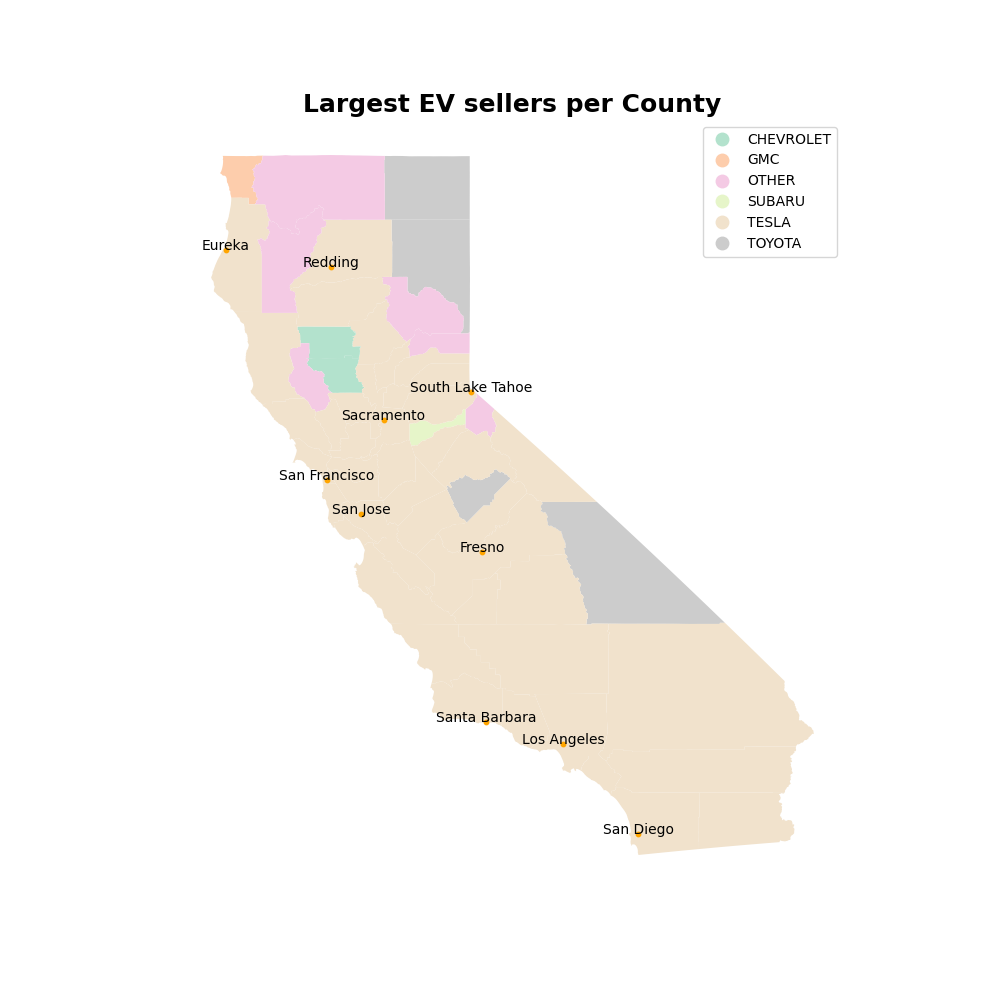 Largest EV sellers per County
CHEVROLET
GMC
OTHER
SUBARU
TESLA
TOYOTA
Eureka
Redding
South Lake Tahoe
Sacramento
San Francisco
San Jose
Fresno
Santa Barbara
Los Angeles
San Diego